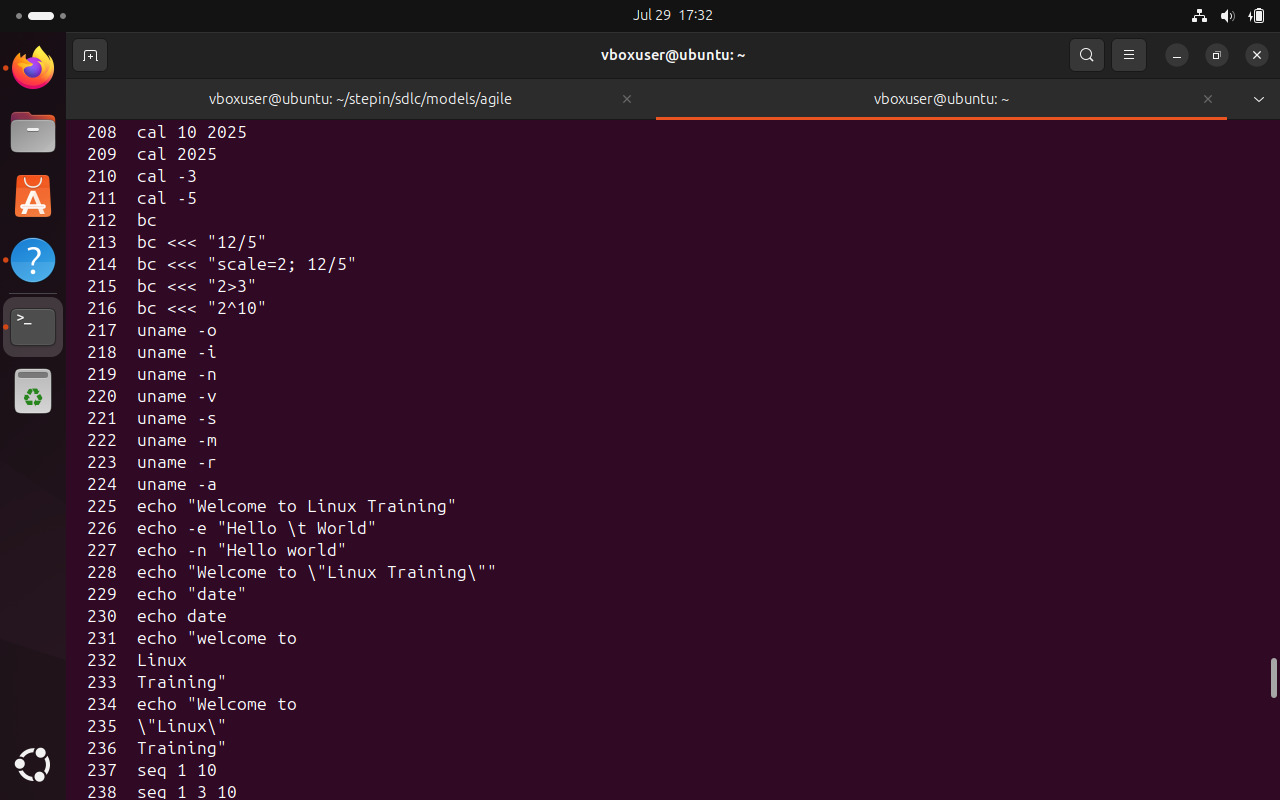 Jul 29 17:32
vboxuser@ubuntu: ~
vboxuser@ubuntu: ~/stepin/sdlc/models/agile
vboxuser@ubuntu: ~
208 cal 10 2025
209 cal 2025
210 cal -3
211 cal -5
212 bc
213 bc <<< "12/5"
214 bc <<< "scale=2; 12/5"
215 bc <<< "2>3"
216 bc <<< "2^10"
217 uname -o
218 uname -i
219 uname -n
220 uname -v
221 uname -s
222 uname -m
223 uname -r
224 uname -a
225 echo "Welcome to Linux Training"
226 echo -e "Hello \t World"
227 echo -n "Hello world"
228 echo "Welcome to \"Linux Training\""
229 echo "date"
230 echo date
231 echo "welcome to
232 Linux
233 Training"
234 echo "Welcome to
235 \"Linux\"
236 Training"
237 seq 1 10
238 seq 1 3 10